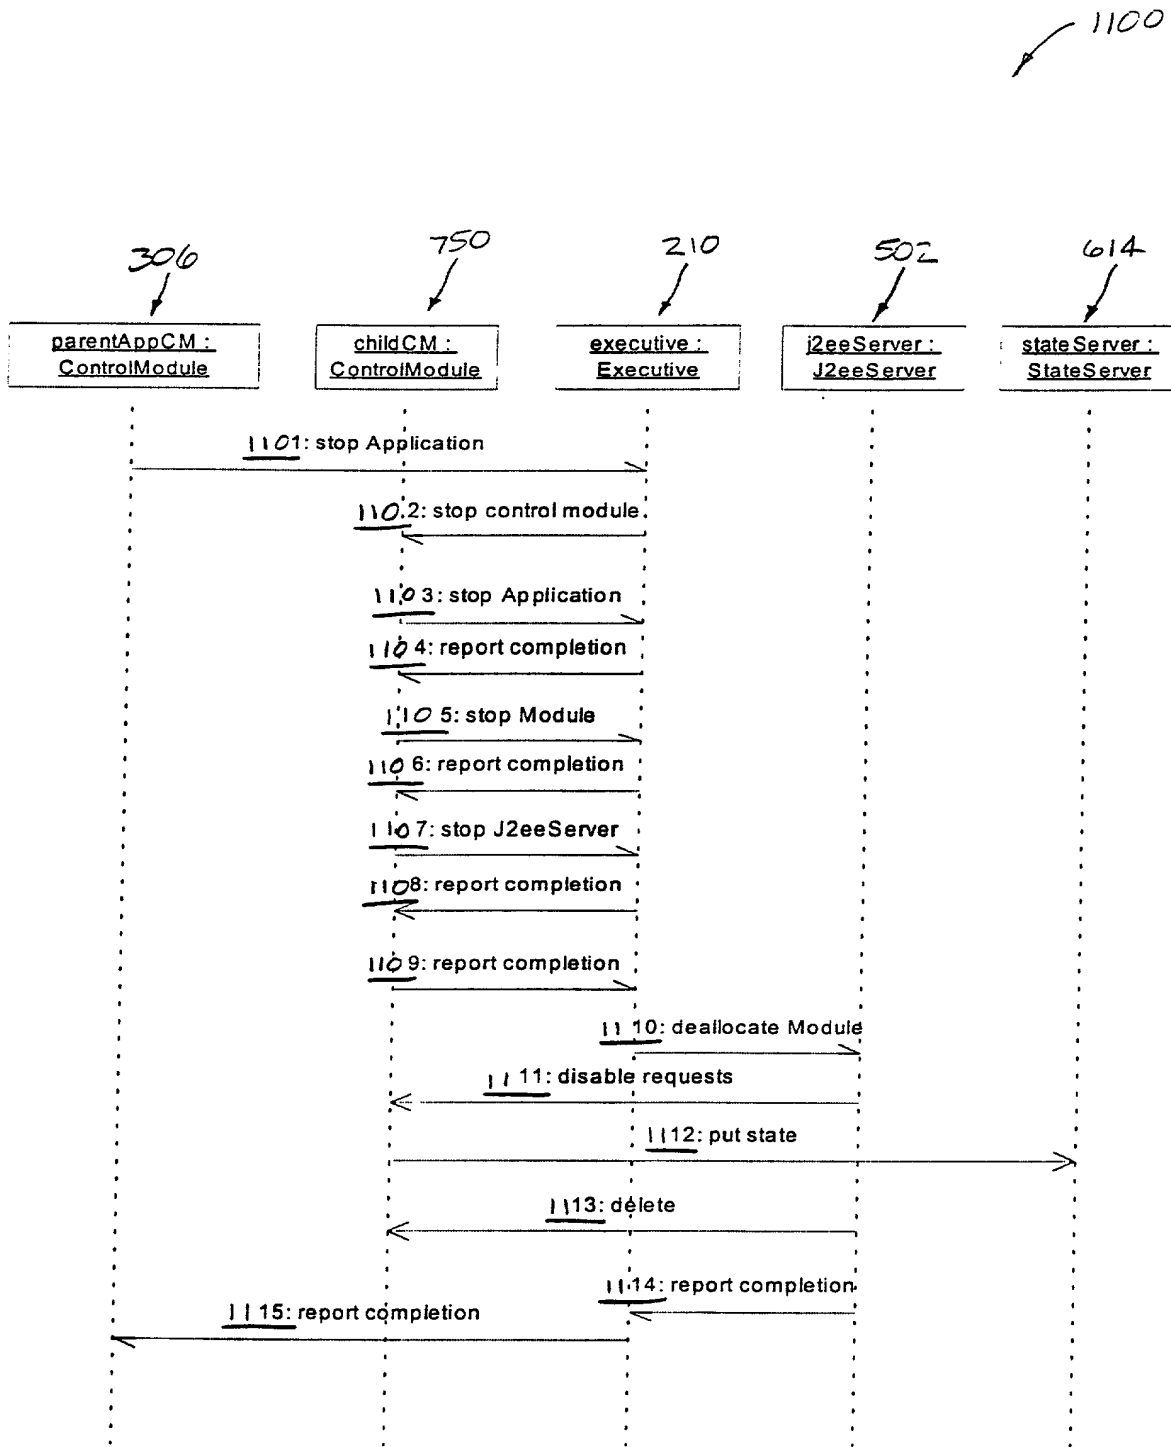 1100
306
750
210
502
614
parentAppCM :
ControlModule
childCM :
ControlModule
executive :
Executive
j2eeServer :
J2eeServer
stateServer :
StateServer
1101: stop Application
110.2: stop control module
1103: stop Application
1104: report completion
1105: stop Module
1106: report completion
1107: stop J2eeServer
1108: report completion
1109: report completion
1110: deallocate Module
1111: disable requests
1112: put state
1113: delete
1114: report completion
1115: report completion